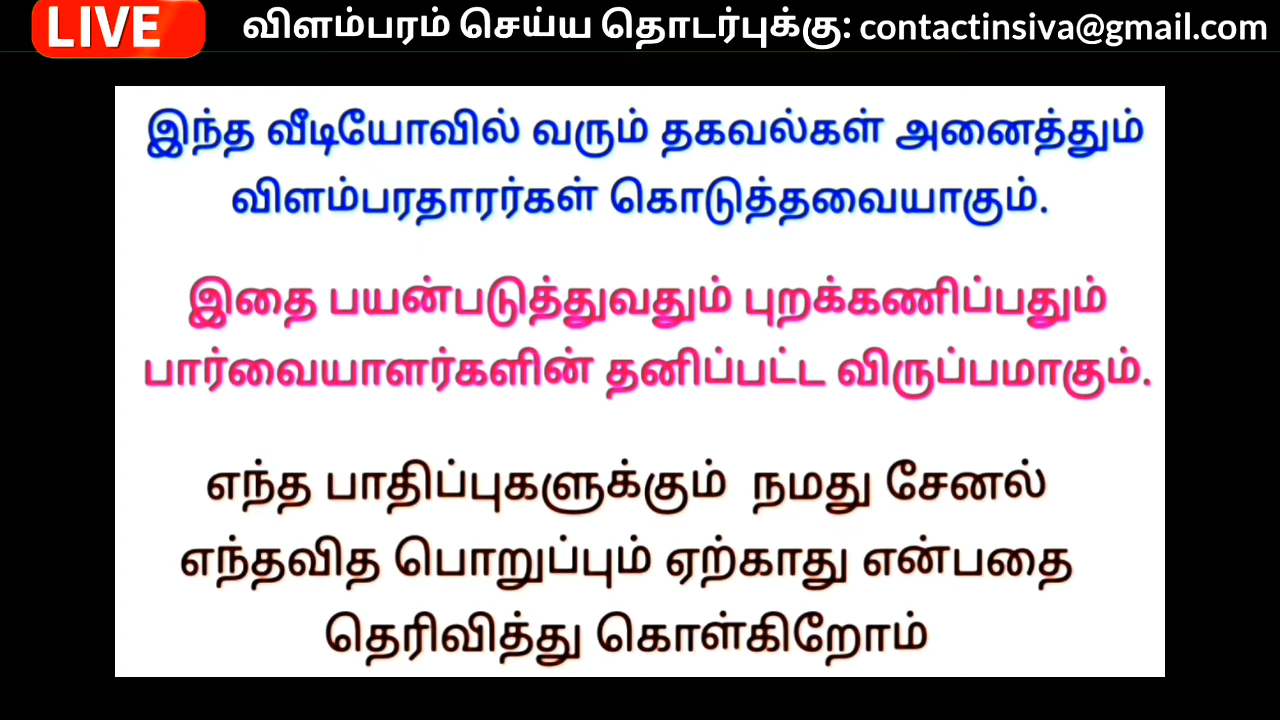 LIVE விளம்பரம் செய்ய தொடர்புக்கு: contactinsiva@gmail.com
இந்த வீடியோவில் வரும் தகவல்கள் அனைத்தும்
விளம்பரதாரர்கள் கொடுத்தவையாகும்.
இதை பயன்படுத்துவதும் புறக்கணிப்பதும்
பார்வையாளர்களின் தனிப்பட்ட விருப்பமாகும்.
எந்த பாதிப்புகளுக்கும் நமது சேனல்
எந்தவித பொறுப்பும் ஏற்காது என்பதை
தெரிவித்து கொள்கிறோம்